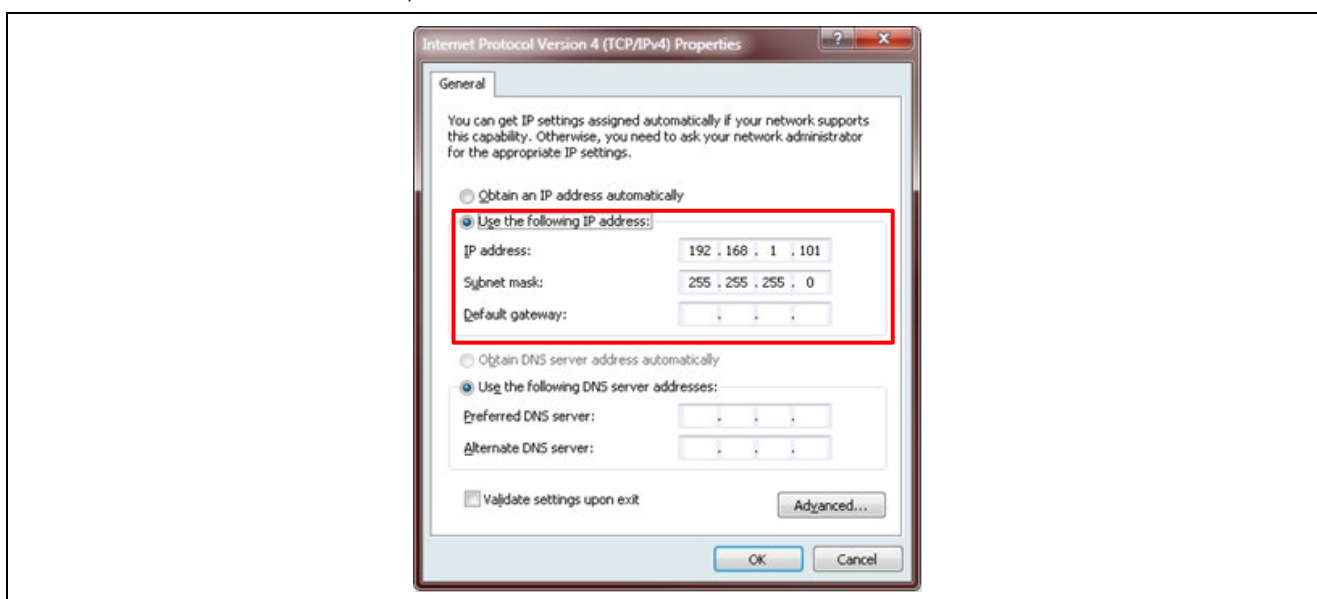 Internet Protocol Version 4 (TCP/IPv4) Properties
General
You can get IP settings assigned automatically if your network supports
this capability. Otherwise, you need to ask your network administrator
for the appropriate IP settings.
Obtain an IP address automatically
Use the following IP address:
IP address: 192 . 168 . 1 . 101
Subnet mask: 255 . 255 . 255 . 0
Default gateway: . . .
Obtain DNS server address automatically
Use the following DNS server addresses:
Preferred DNS server: . . .
Alternate DNS server: . . .
Validate settings upon exit
Advanced...
OK Cancel